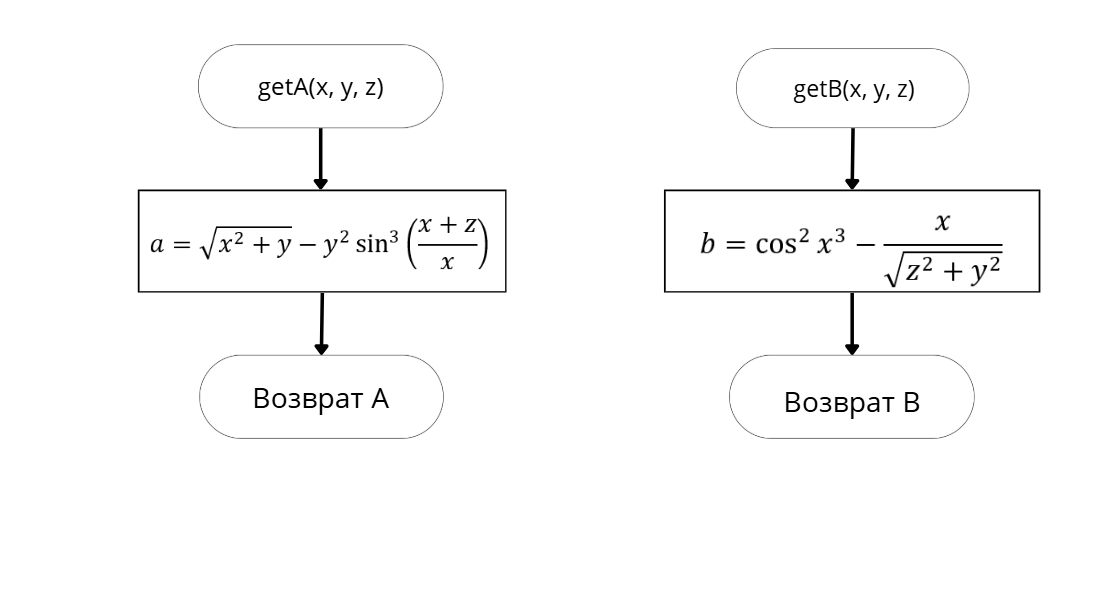 getA(x, y, z)
a = √(x² + y) − y² sin³ ((x + z)/x)
Возврат A
getB(x, y, z)
b = cos² x³ − x/√(z² + y²)
Возврат B